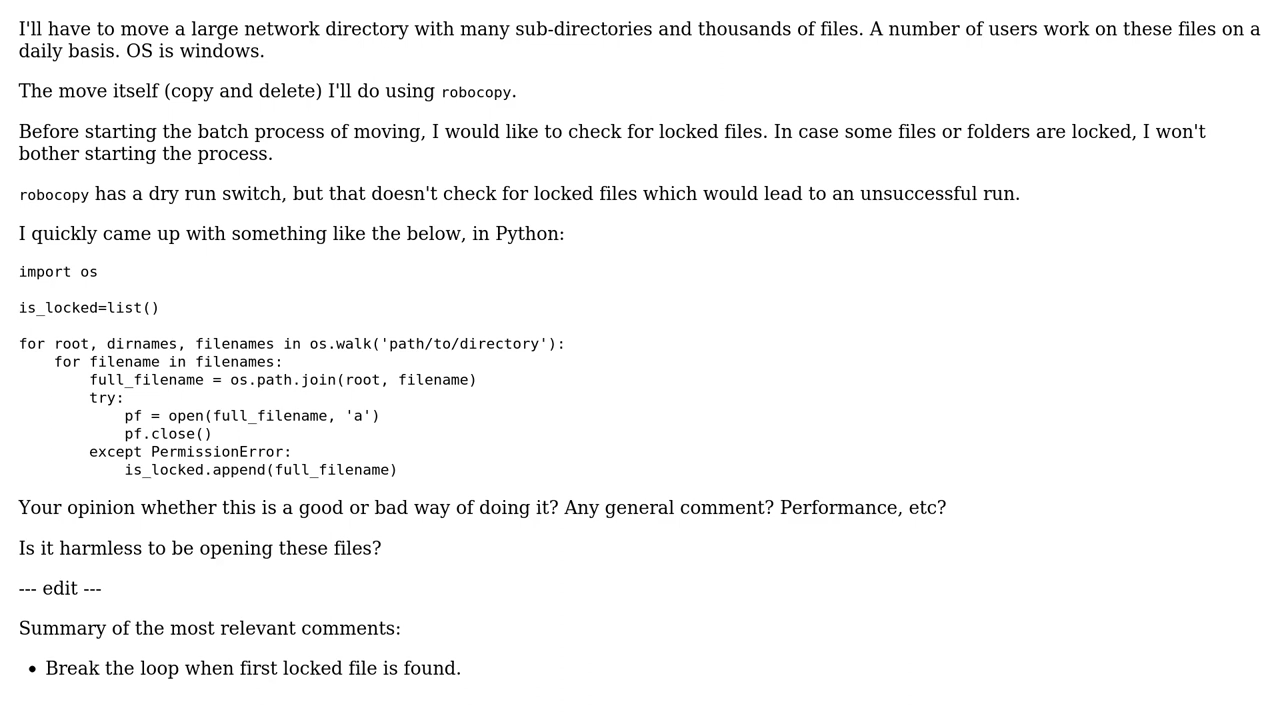 I'll have to move a large network directory with many sub-directories and thousands of files. A number of users work on these files on a
daily basis. OS is windows.
The move itself (copy and delete) I'll do using robocopy.
Before starting the batch process of moving, I would like to check for locked files. In case some files or folders are locked, I won't
bother starting the process.
robocopy has a dry run switch, but that doesn't check for locked files which would lead to an unsuccessful run.
I quickly came up with something like the below, in Python:
import os
is_locked=list()
for root, dirnames, filenames in os.walk('path/to/directory'):
    for filename in filenames:
        full_filename = os.path.join(root, filename)
        try:
            pf = open(full_filename, 'a')
            pf.close()
        except PermissionError:
            is_locked.append(full_filename)
Your opinion whether this is a good or bad way of doing it? Any general comment? Performance, etc?
Is it harmless to be opening these files?
--- edit ---
Summary of the most relevant comments:
• Break the loop when first locked file is found.